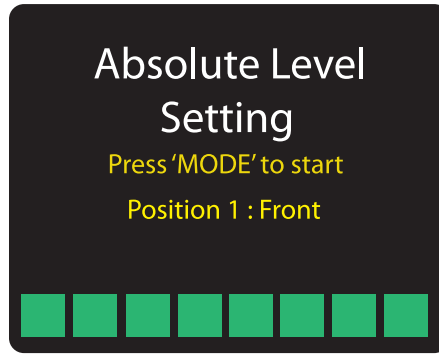 Absolute Level
Setting
Press ‘MODE’ to start
Position 1 : Front